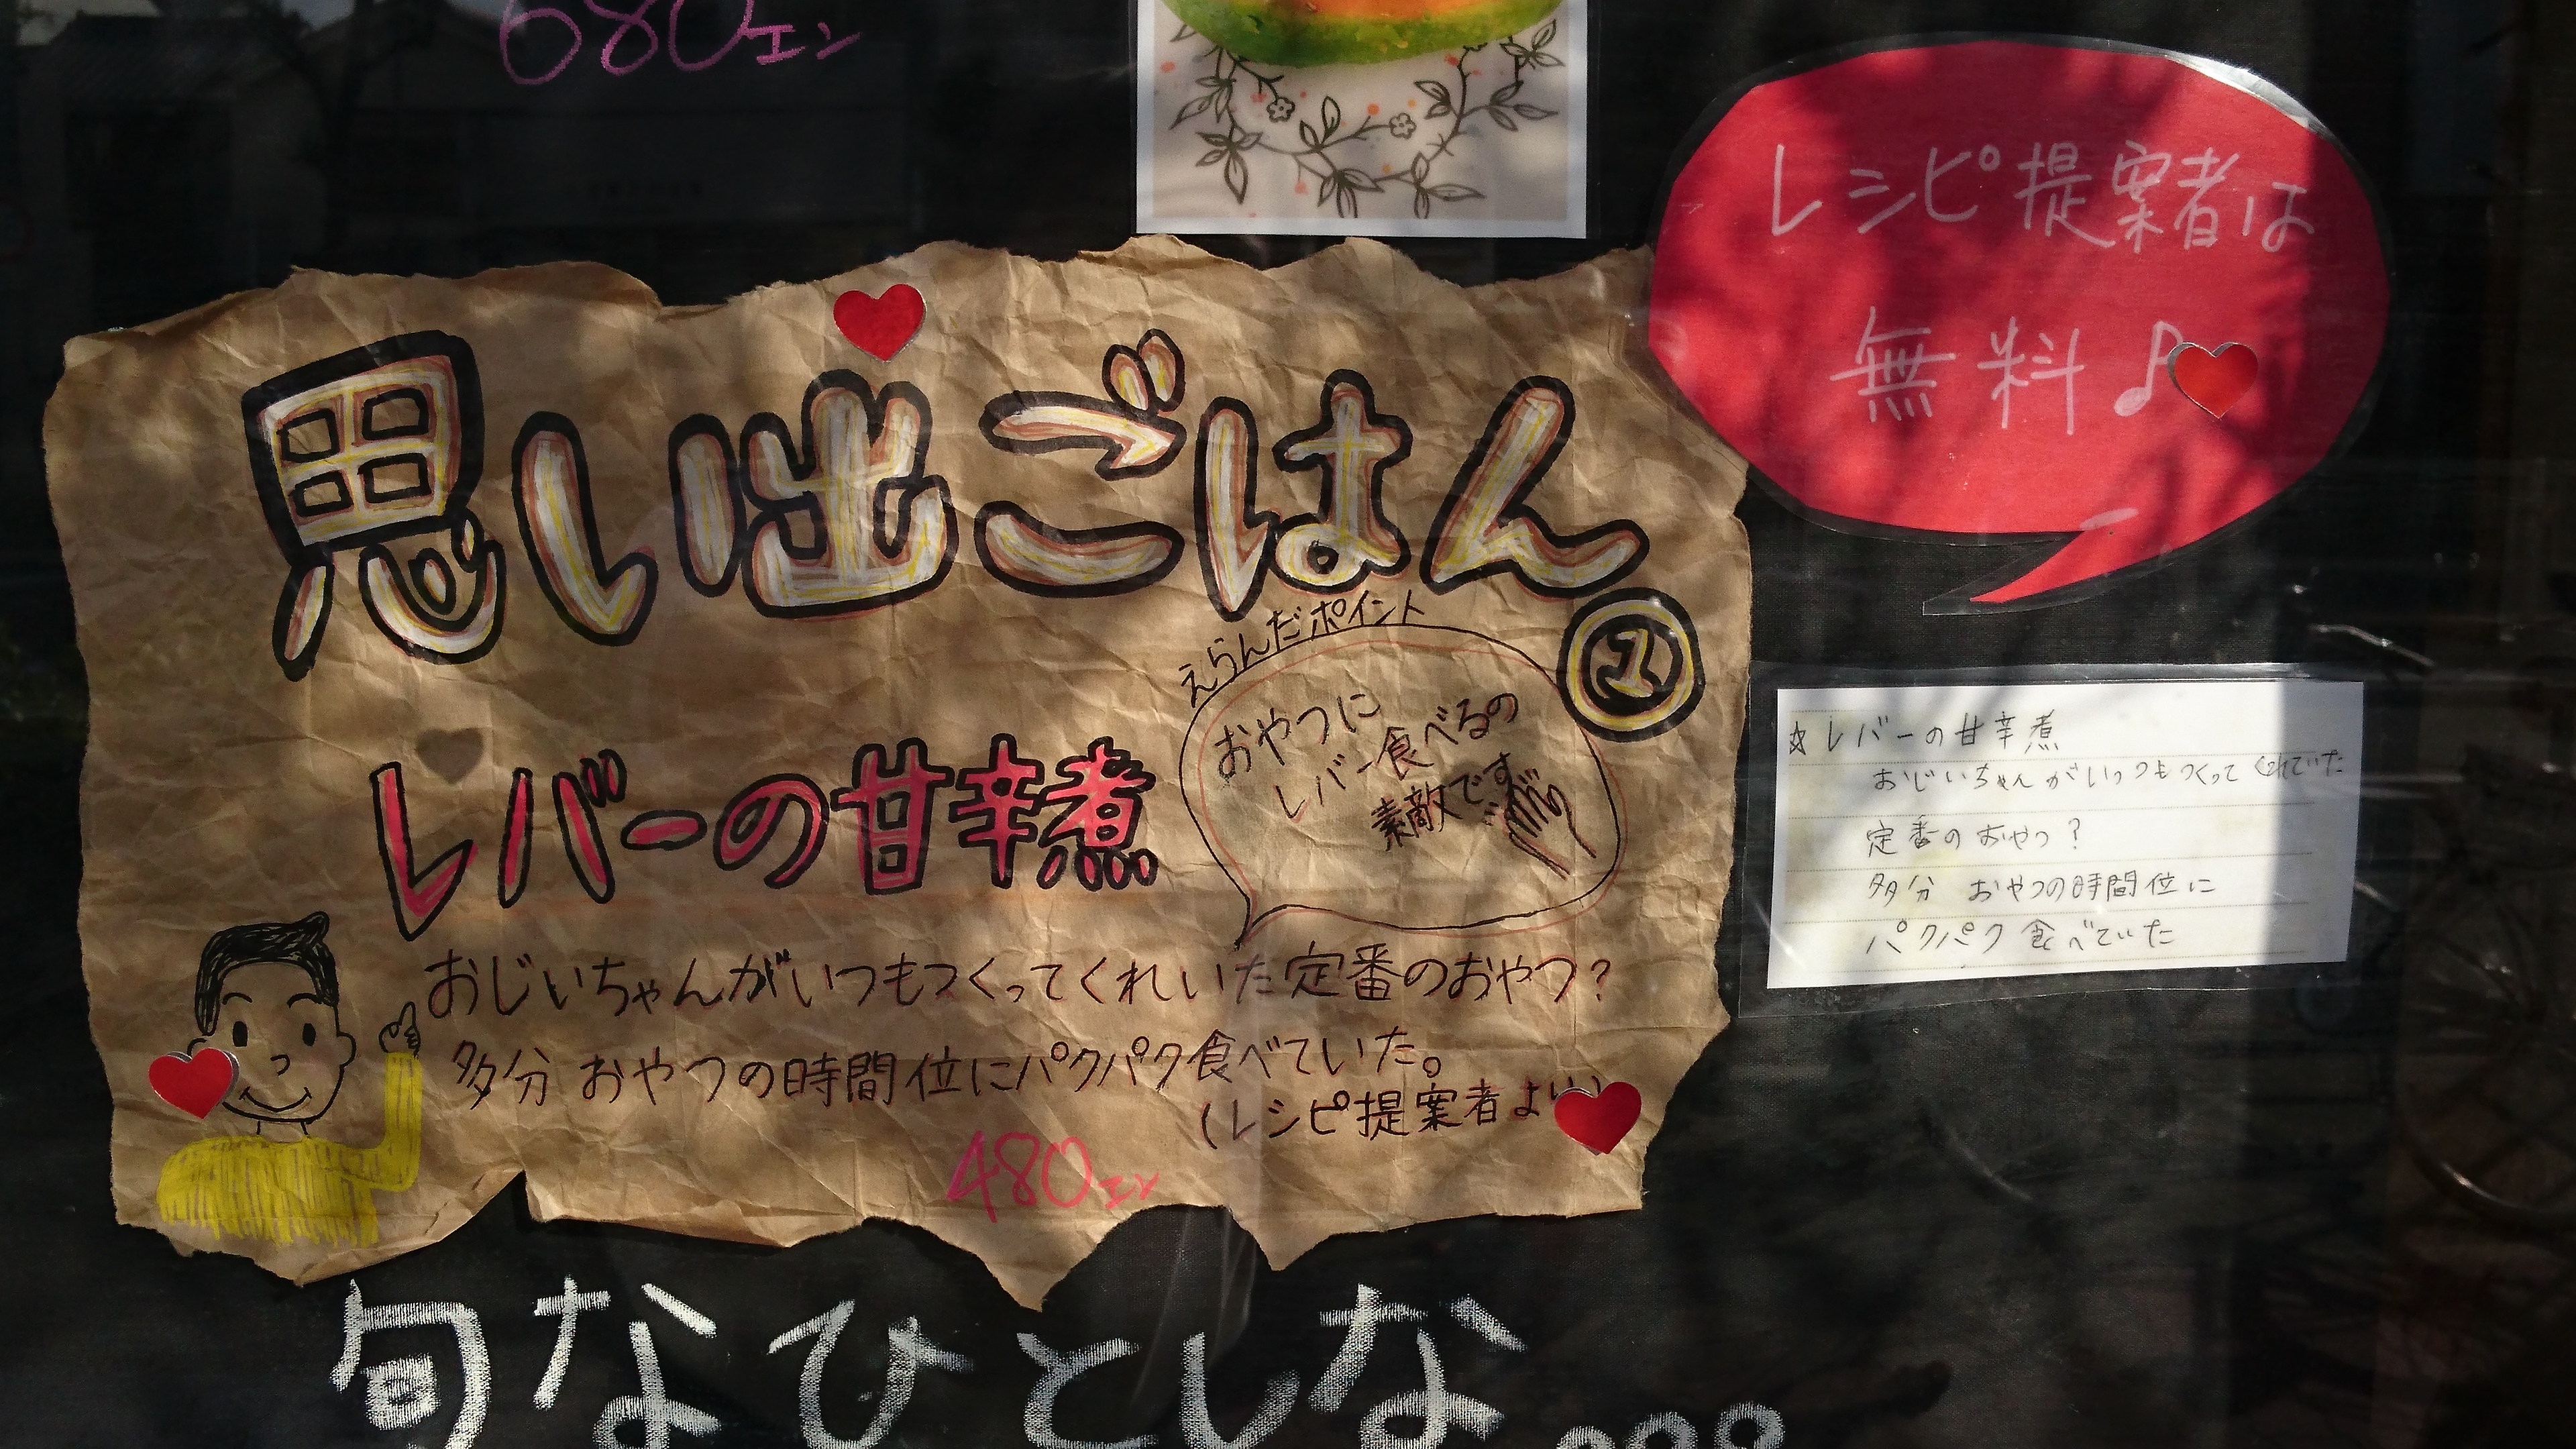 680エン
レシピ提案者は
無料♪
思い出ごはん
①
えらんだポイント
おやつに
レバー食べるの
素敵です
レバーの甘辛煮
おじいちゃんがいつもつくってくれいた定番のおやつ?
多分 おやつの時間位にパクパク食べていた。
(レシピ提案者より)
480エン
☆レバーの甘辛煮
おじいちゃんがいつもつくってくれていた
定番のおやつ?
多分 おやつの時間位に
パクパク食べていた
旬なひとしな